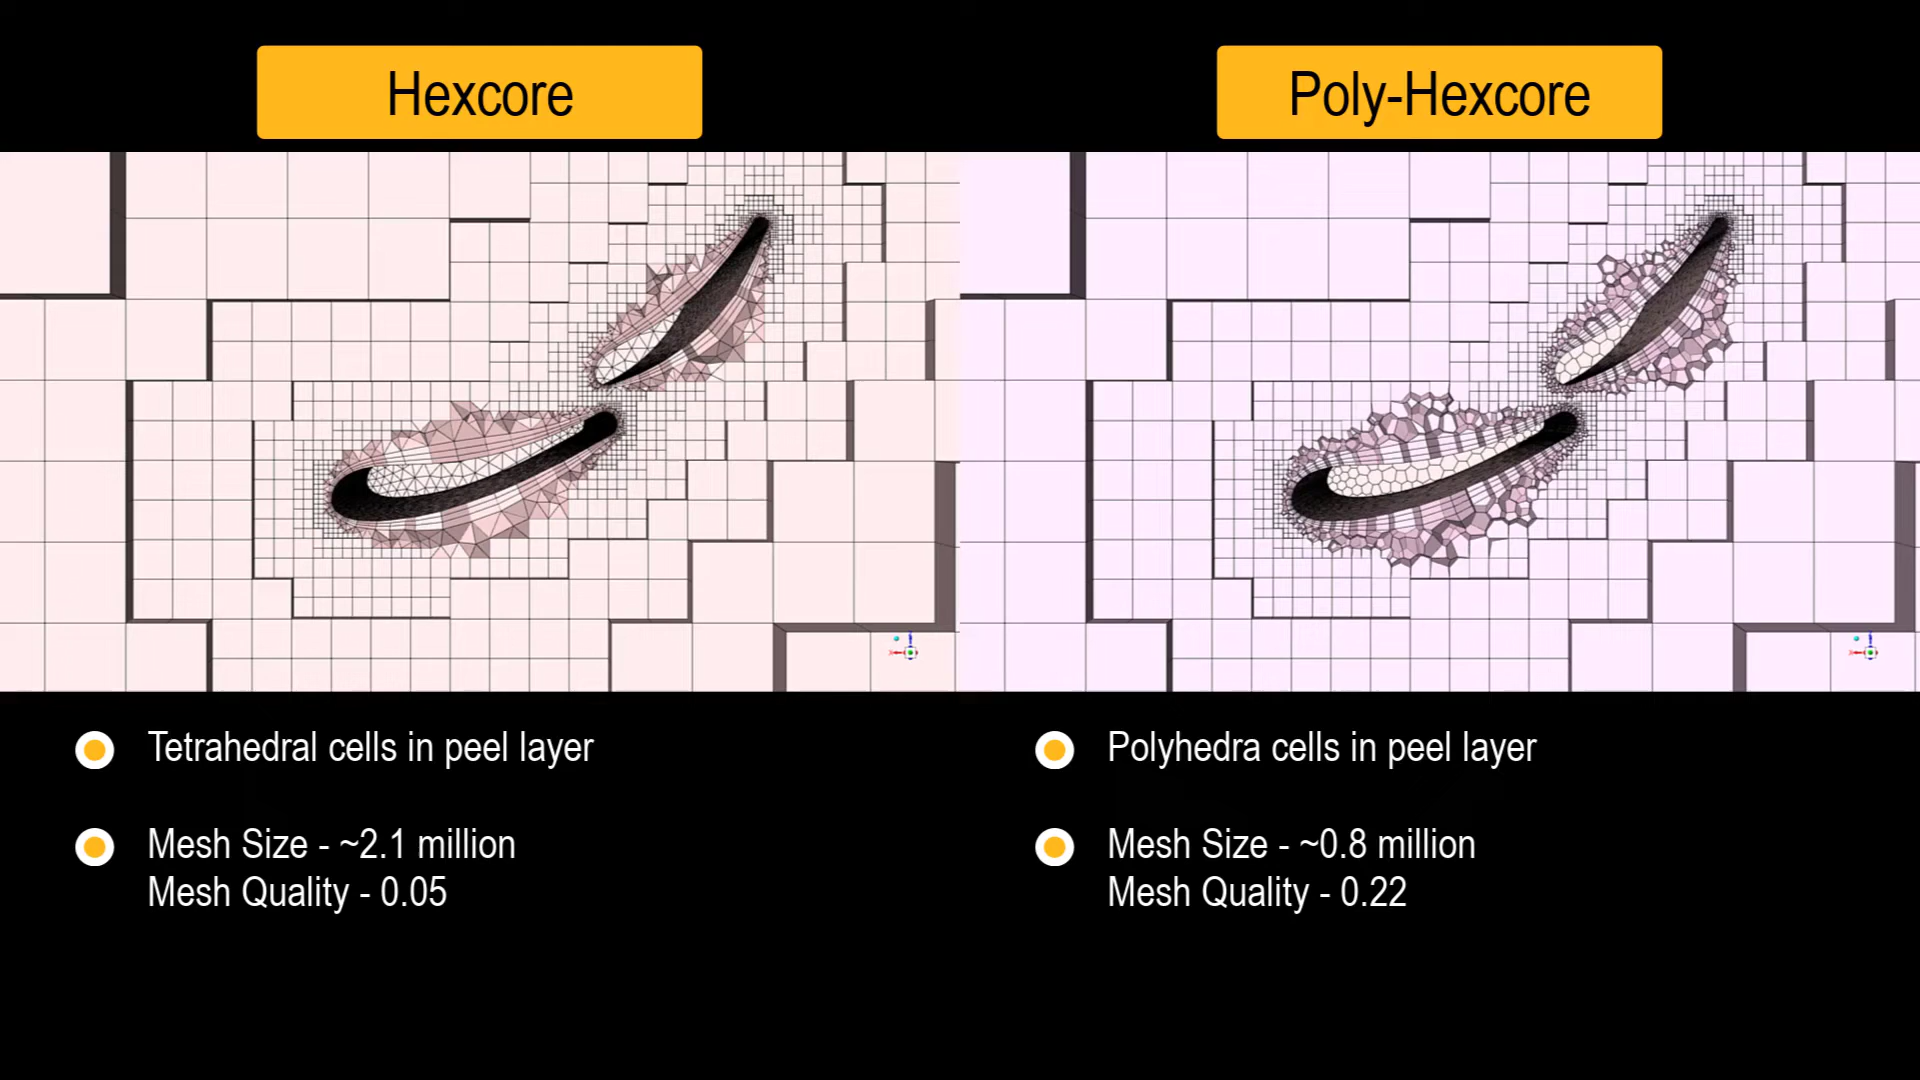 Hexcore
Poly-Hexcore
Tetrahedral cells in peel layer
Mesh Size - ~2.1 million
Mesh Quality - 0.05
Polyhedra cells in peel layer
Mesh Size - ~0.8 million
Mesh Quality - 0.22